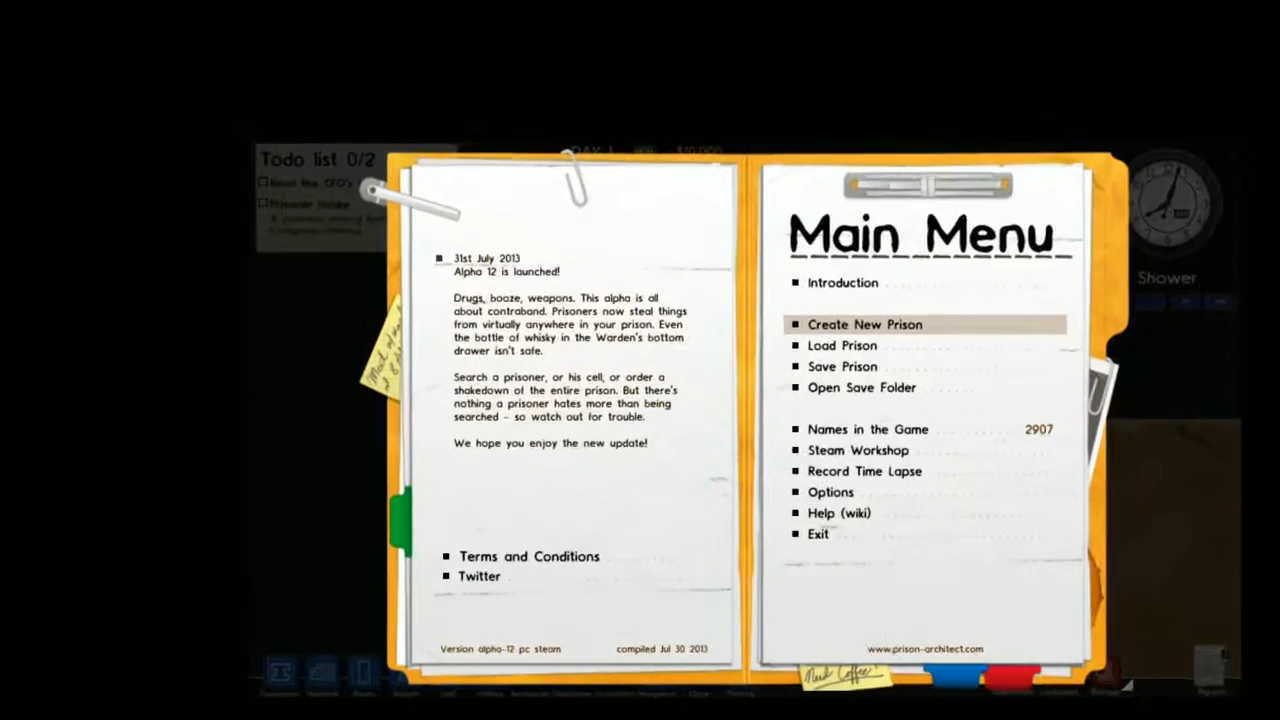 Todo list 0/2
DAY 1
Prisoner Intake
Shower
31st July 2013
Alpha 12 is launched!
Drugs, booze, weapons. This alpha is all
about contraband. Prisoners now steal things
from virtually anywhere in your prison. Even
the bottle of whisky in the Warden's bottom
drawer isn't safe.
Search a prisoner, or his cell, or order a
shakedown of the entire prison. But there's
nothing a prisoner hates more than being
searched - so watch out for trouble.
We hope you enjoy the new update!
Terms and Conditions
Twitter
Version alpha-12 pc steam
compiled Jul 30 2013
Main Menu
Introduction
Create New Prison
Load Prison
Save Prison
Open Save Folder
Names in the Game 2907
Steam Workshop
Record Time Lapse
Options
Help (wiki)
Exit
www.prison-architect.com
Need Coffee!